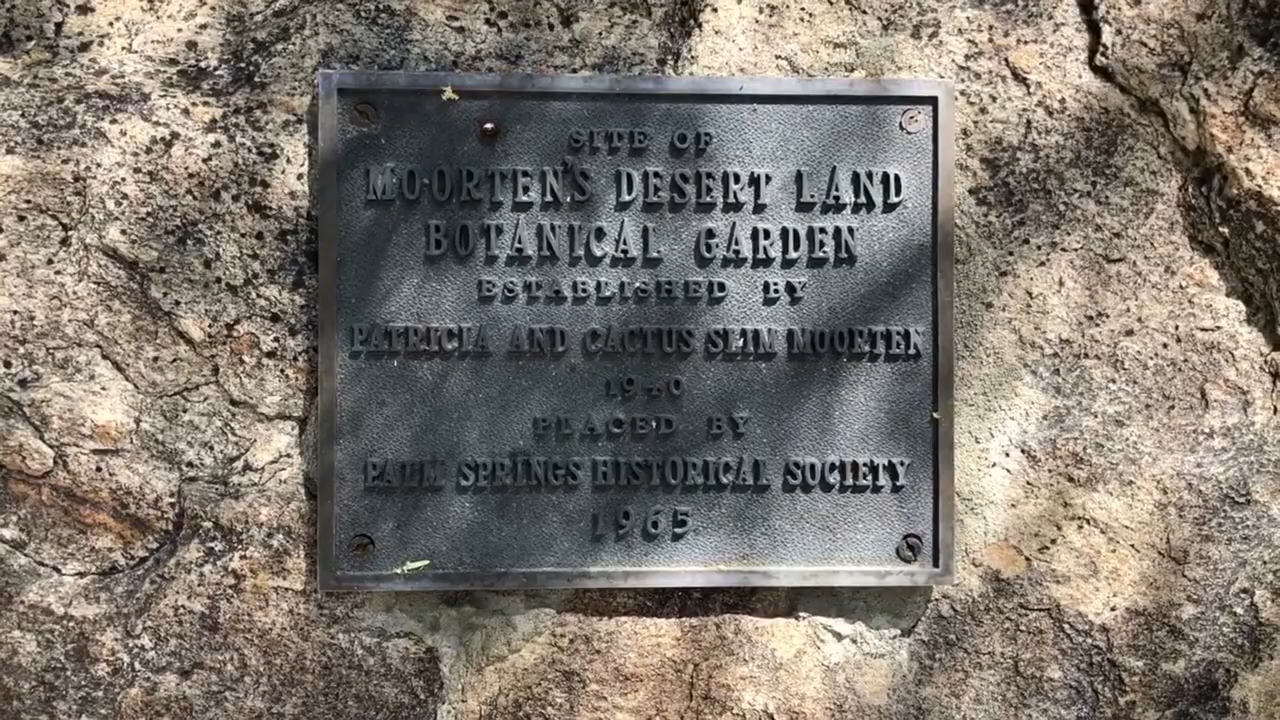 SITE OF
MOORTEN'S DESERT LAND
BOTANICAL GARDEN
ESTABLISHED BY
PATRICIA AND CACTUS SLIM MOORTEN
1940
PLACED BY
PALM SPRINGS HISTORICAL SOCIETY
1965